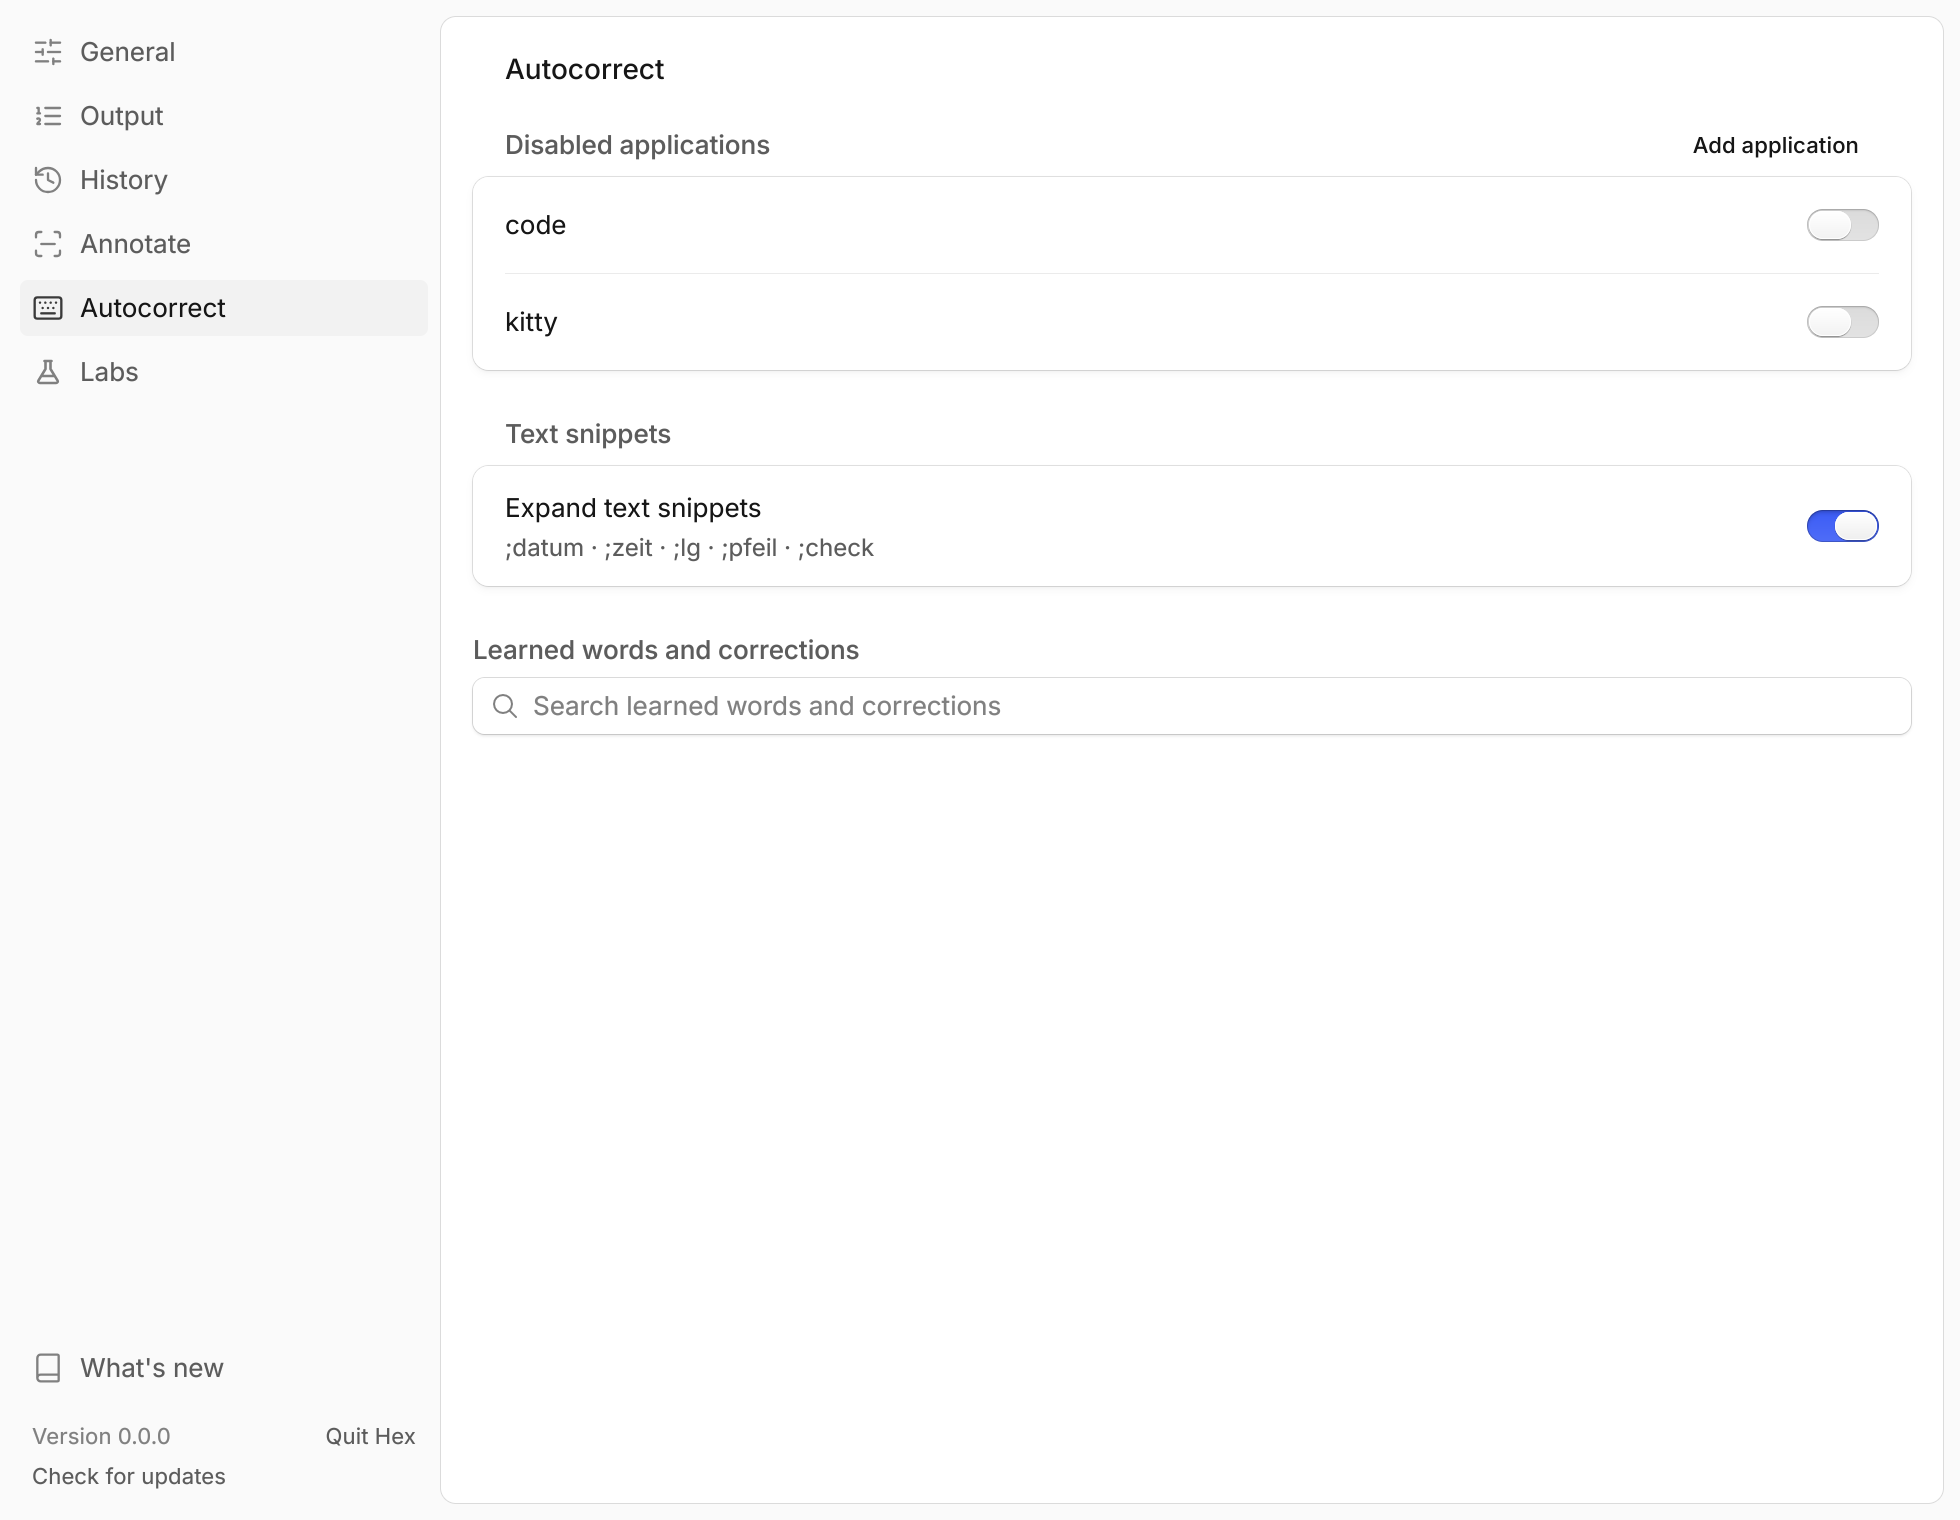 General
Output
History
Annotate
Autocorrect
Labs
What's new
Version 0.0.0
Quit Hex
Check for updates
Autocorrect
Disabled applications
Add application
code
kitty
Text snippets
Expand text snippets
;datum · ;zeit · ;lg · ;pfeil · ;check
Learned words and corrections
Search learned words and corrections